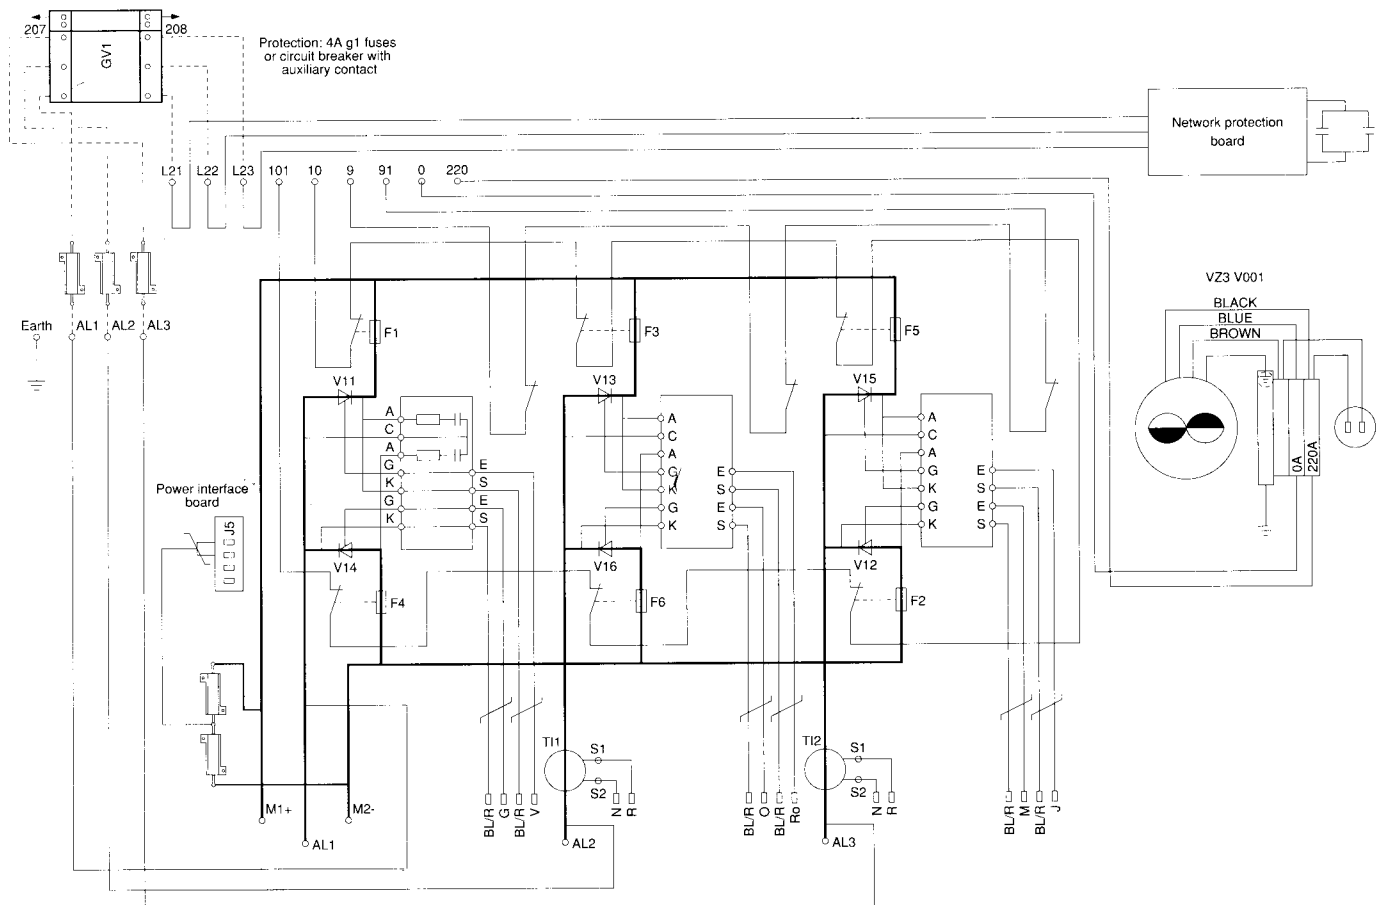 207
208
GV1
Protection: 4A g1 fuses
or circuit breaker with
auxiliary contact
Network protection
board
L21 L22 L23 101 10 9 91 0 220
VZ3 V001
BLACK
BLUE
BROWN
Earth AL1 AL2 AL3
F1 F3 F5
V11 V13 V15
A
C
A
G
K
G
K
E
S
E
S
A
C
A
G
K
G
K
E
S
E
S
A
C
A
G
K
G
K
E
S
E
S
0A
220A
Power interface
board
J5
V14 V16 V12
F4 F6 F2
TI1
S1
S2
TI2
S1
S2
M1+ M2-
BL/R G BL/R V
N R
BL/R O BL/R Ro
N R
BL/R M BL/R J
AL1 AL2 AL3